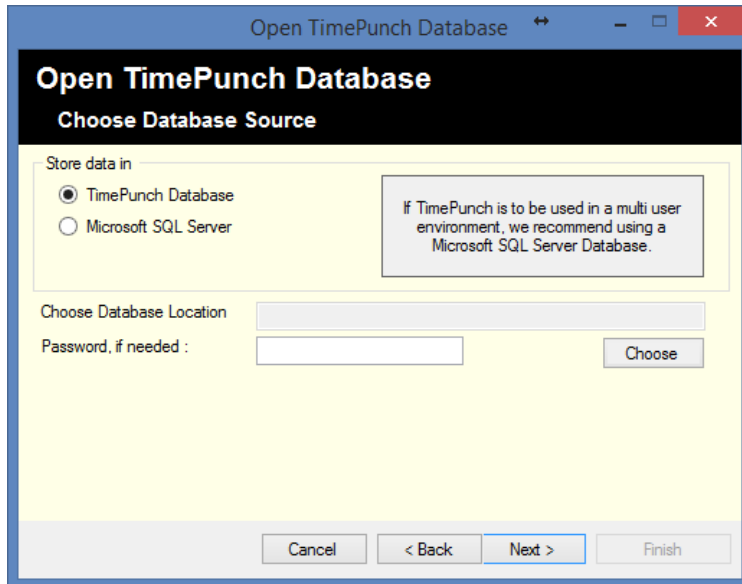 Open TimePunch Database
Open TimePunch Database
Choose Database Source
Store data in
TimePunch Database
Microsoft SQL Server
If TimePunch is to be used in a multi user
environment, we recommend using a
Microsoft SQL Server Database.
Choose Database Location
Password, if needed :
Choose
Cancel
< Back
Next >
Finish